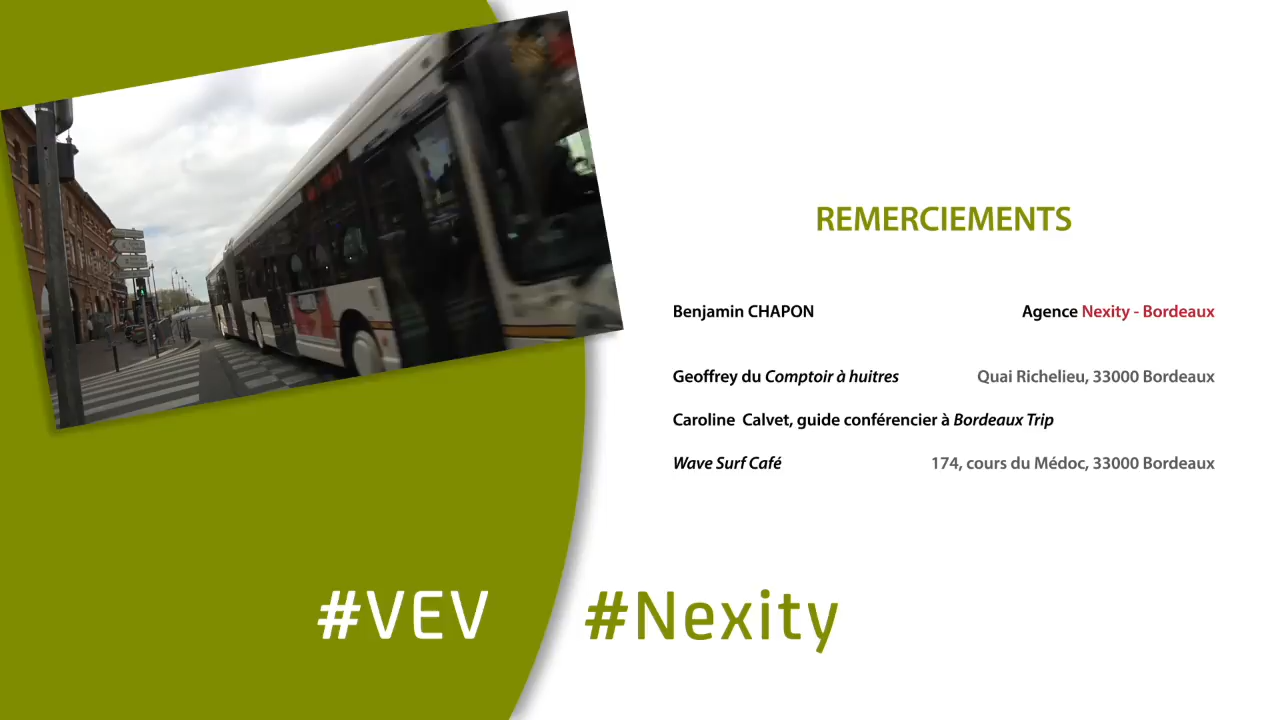 REMERCIEMENTS
Benjamin CHAPON Agence Nexity - Bordeaux
Geoffrey du Comptoir à huitres Quai Richelieu, 33000 Bordeaux
Caroline Calvet, guide conférencier à Bordeaux Trip
Wave Surf Café 174, cours du Médoc, 33000 Bordeaux
#VEV #Nexity